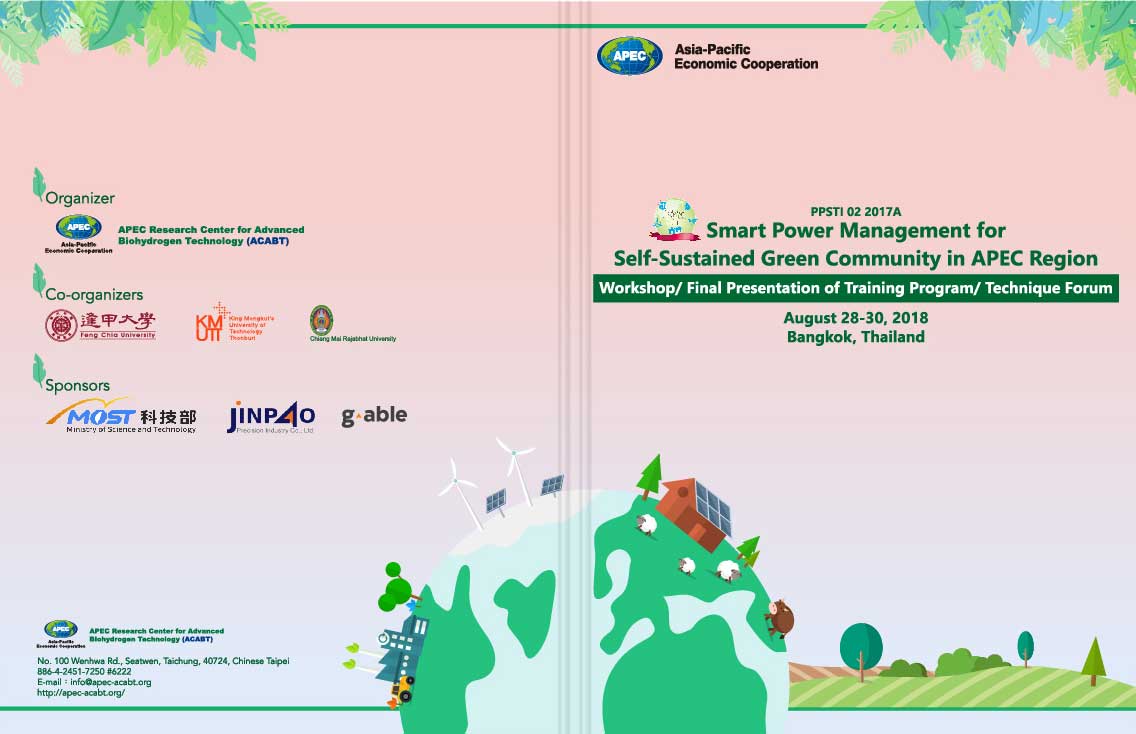 Organizer
APEC
Asia-Pacific
Economic Cooperation
APEC Research Center for Advanced
Biohydrogen Technology (ACABT)
Co-organizers
逢甲大學
Feng Chia University
KMUTT
King Mongkut's
University of
Technology
Thonburi
Chiang Mai Rajabhat University
Sponsors
MOST 科技部
Ministry of Science and Technology
JINPAO
Precision Industry Co., Ltd.
g-able
APEC
Asia-Pacific
Economic Cooperation
APEC Research Center for Advanced
Biohydrogen Technology (ACABT)
No. 100 Wenhwa Rd., Seatwen, Taichung, 40724, Chinese Taipei
886-4-2451-7250 #6222
E-mail：info@apec-acabt.org
http://apec-acabt.org/
APEC
Asia-Pacific
Economic Cooperation
PPSTI 02 2017A
Smart Power Management for
Self-Sustained Green Community in APEC Region
Workshop/ Final Presentation of Training Program/ Technique Forum
August 28-30, 2018
Bangkok, Thailand